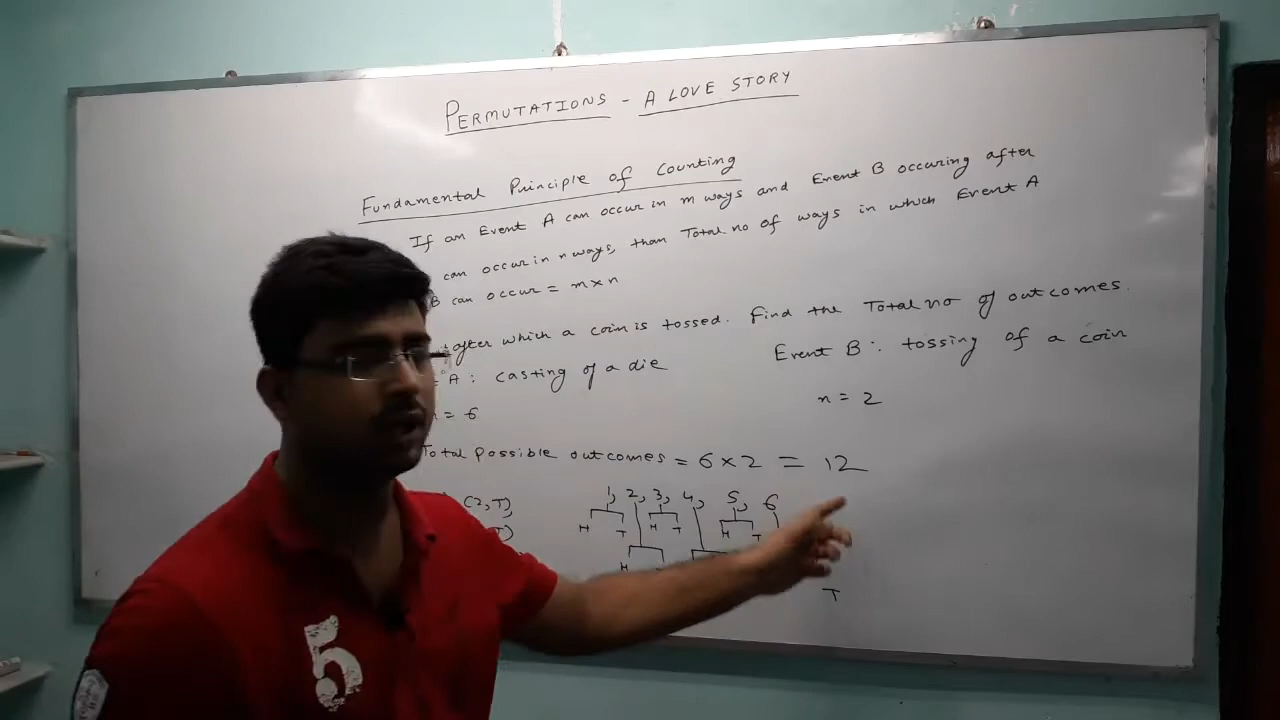 PERMUTATIONS - A LOVE STORY
Fundamental Principle of Counting
If an Event A can occur in m ways and Event B occuring after
can occur in n ways, than Total no of ways in which Event A
B can occur = m×n
after which a coin is tossed. Find the Total no of outcomes.
A: casting of a die Event B: tossing of a coin
= 6 n = 2
Total possible outcomes = 6×2 = 12
(2,T) 1, 2, 3, 4, 5, 6
T) H T H T H T
H
T
5